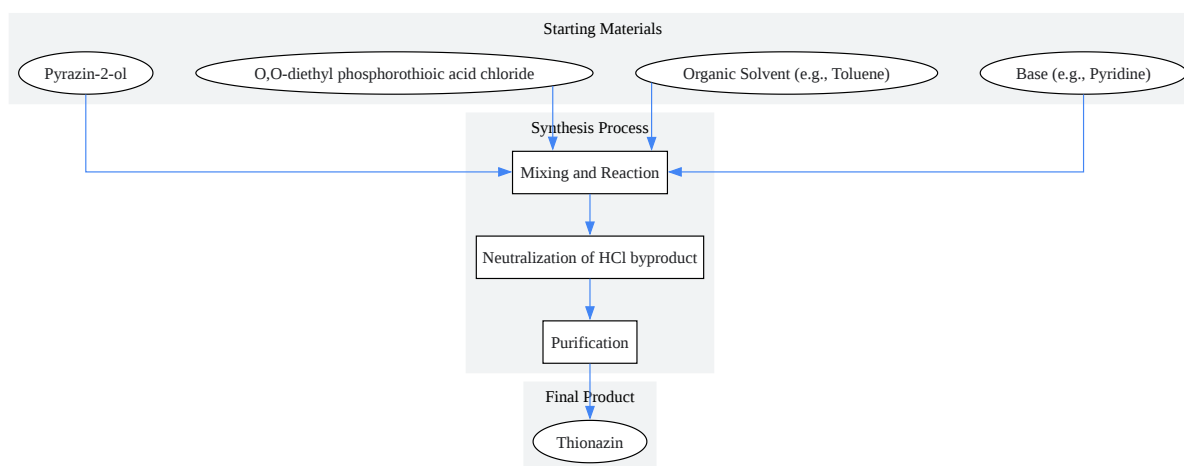 Starting Materials
Pyrazin-2-ol
O,O-diethyl phosphorothioic acid chloride
Organic Solvent (e.g., Toluene)
Base (e.g., Pyridine)
Synthesis Process
Mixing and Reaction
Neutralization of HCl byproduct
Purification
Final Product
Thionazin